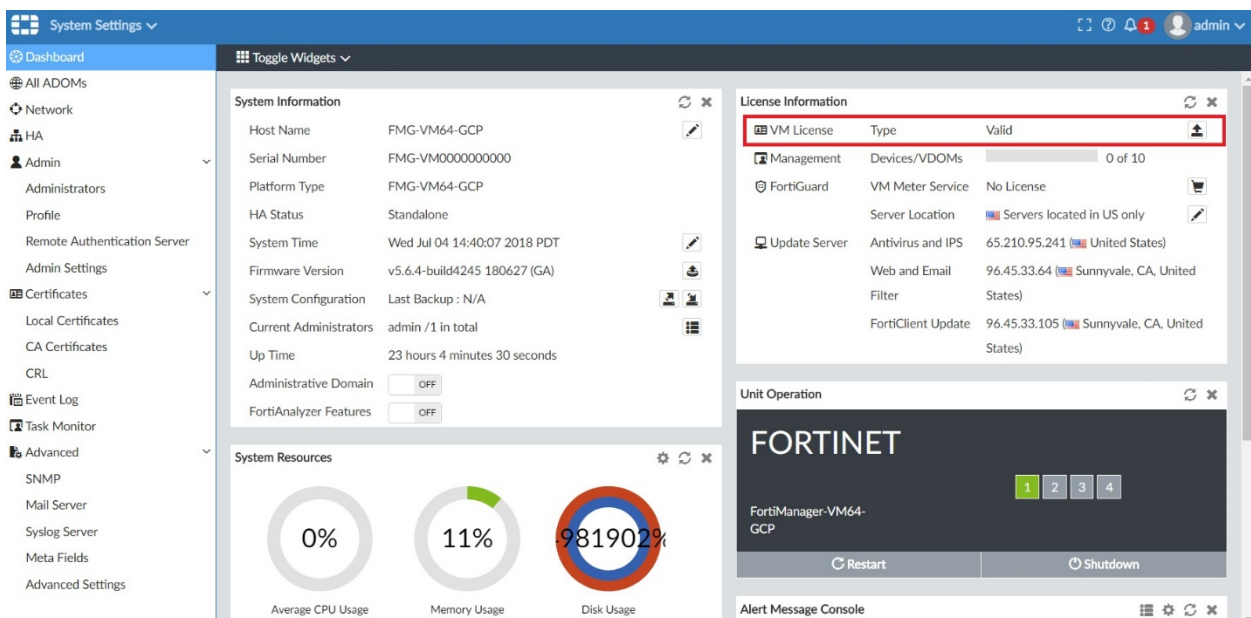 System Settings
1
admin
Dashboard
All ADOMs
Network
HA
Admin
Administrators
Profile
Remote Authentication Server
Admin Settings
Certificates
Local Certificates
CA Certificates
CRL
Event Log
Task Monitor
Advanced
SNMP
Mail Server
Syslog Server
Meta Fields
Advanced Settings
Toggle Widgets
System Information
Host Name FMG-VM64-GCP
Serial Number FMG-VM0000000000
Platform Type FMG-VM64-GCP
HA Status Standalone
System Time Wed Jul 04 14:40:07 2018 PDT
Firmware Version v5.6.4-build4245 180627 (GA)
System Configuration Last Backup : N/A
Current Administrators admin /1 in total
Up Time 23 hours 4 minutes 30 seconds
Administrative Domain OFF
FortiAnalyzer Features OFF
System Resources
0% 11% -981902%
Average CPU Usage Memory Usage Disk Usage
License Information
VM License Type Valid
Management Devices/VDOMs 0 of 10
FortiGuard VM Meter Service No License
Server Location Servers located in US only
Update Server Antivirus and IPS 65.210.95.241 (United States)
Web and Email 96.45.33.64 (Sunnyvale, CA, United
Filter States)
FortiClient Update 96.45.33.105 (Sunnyvale, CA, United
States)
Unit Operation
FORTINET
1 2 3 4
FortiManager-VM64-
GCP
Restart Shutdown
Alert Message Console